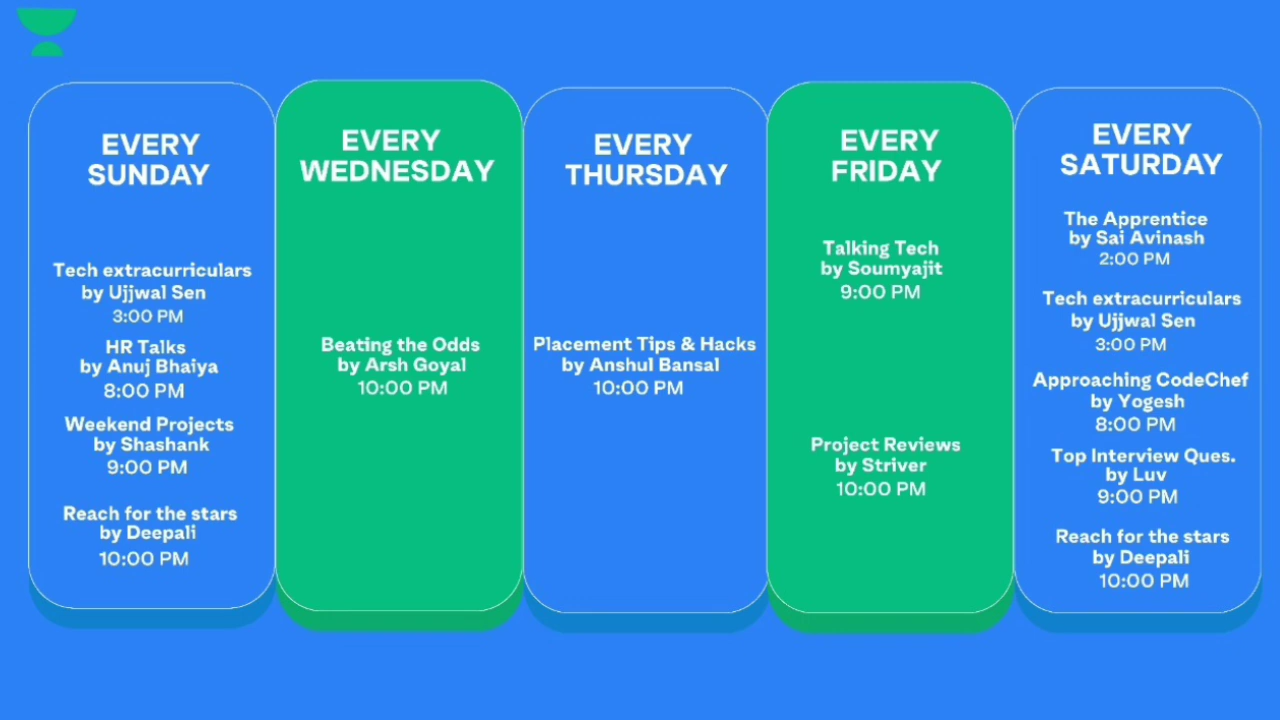 EVERY
SUNDAY
Tech extracurriculars
by Ujjwal Sen
3:00 PM
HR Talks
by Anuj Bhaiya
8:00 PM
Weekend Projects
by Shashank
9:00 PM
Reach for the stars
by Deepali
10:00 PM
EVERY
WEDNESDAY
Beating the Odds
by Arsh Goyal
10:00 PM
EVERY
THURSDAY
Placement Tips & Hacks
by Anshul Bansal
10:00 PM
EVERY
FRIDAY
Talking Tech
by Soumyajit
9:00 PM
Project Reviews
by Striver
10:00 PM
EVERY
SATURDAY
The Apprentice
by Sai Avinash
2:00 PM
Tech extracurriculars
by Ujjwal Sen
3:00 PM
Approaching CodeChef
by Yogesh
8:00 PM
Top Interview Ques.
by Luv
9:00 PM
Reach for the stars
by Deepali
10:00 PM